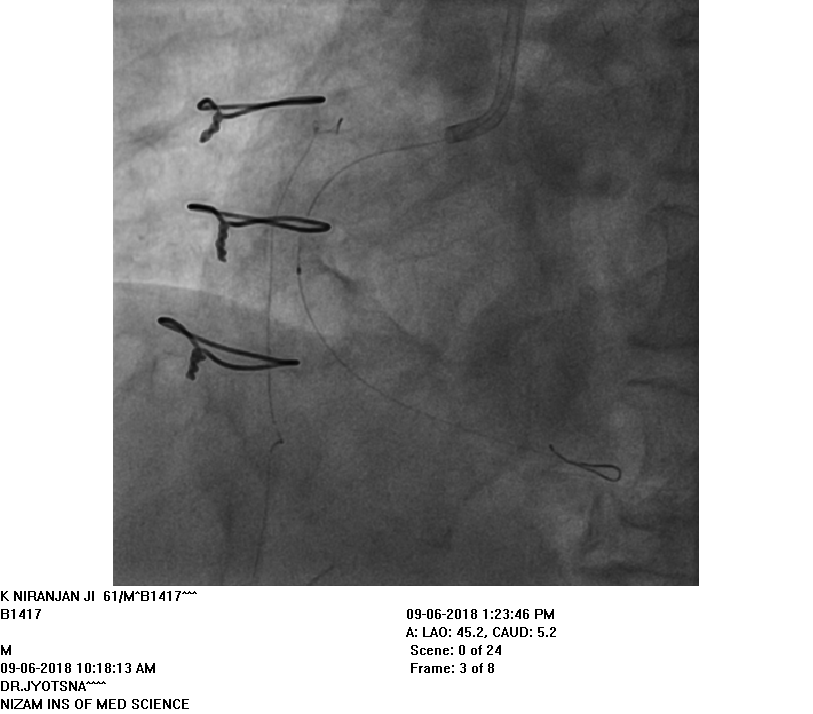 K NIRANJAN JI 61/M^B1417^^^
B1417
M
09-06-2018 10:18:13 AM
DR.JYOTSNA^^^^
NIZAM INS OF MED SCIENCE
09-06-2018 1:23:46 PM
A: LAO: 45.2, CAUD: 5.2
Scene: 0 of 24
Frame: 3 of 8